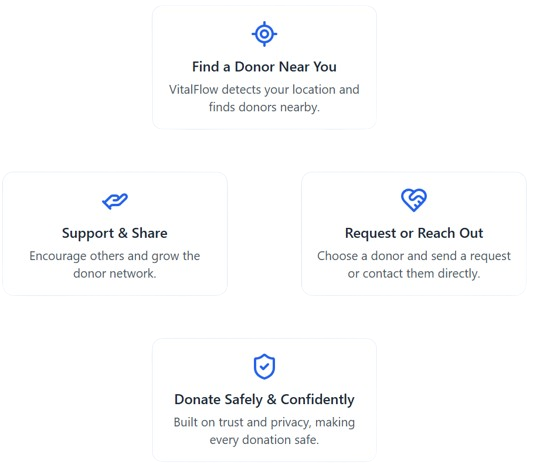 Find a Donor Near You
VitalFlow detects your location and
finds donors nearby.
Support & Share
Encourage others and grow the
donor network.
Request or Reach Out
Choose a donor and send a request
or contact them directly.
Donate Safely & Confidently
Built on trust and privacy, making
every donation safe.